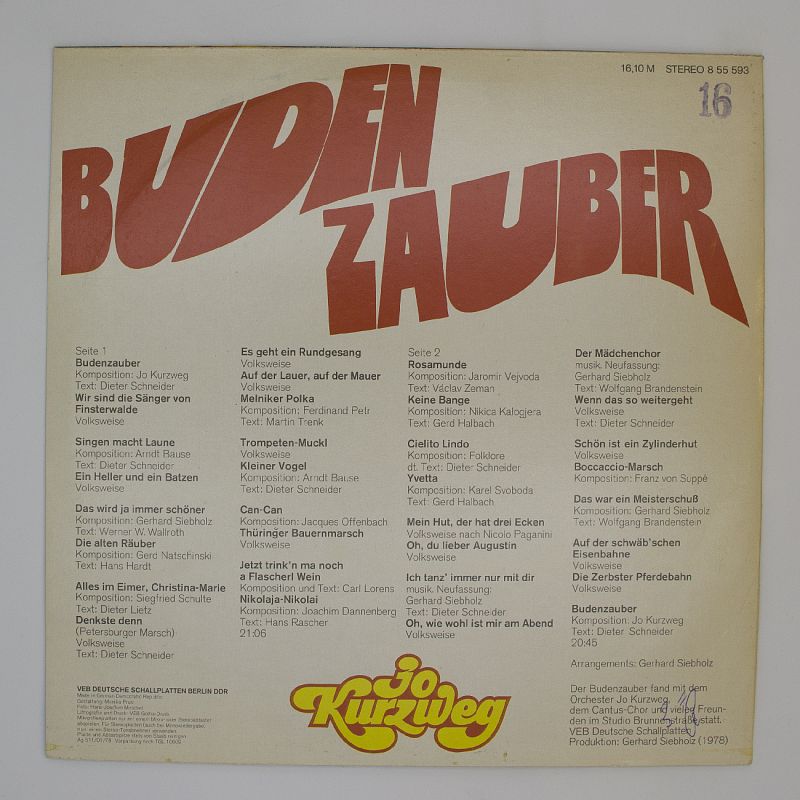 16,10 M STEREO 8 55 593
16
BUDEN
ZAUBER
Seite 1
Budenzauber
Komposition: Jo Kurzweg
Text: Dieter Schneider
Wir sind die Sänger von
Finsterwalde
Volksweise
Singen macht Laune
Komposition: Arndt Bause
Text: Dieter Schneider
Ein Heller und ein Batzen
Volksweise
Das wird ja immer schöner
Komposition: Gerhard Siebholz
Text: Werner W. Wallroth
Die alten Räuber
Komposition: Gerd Natschinski
Text: Hans Hardt
Alles im Eimer, Christina-Marie
Komposition: Siegfried Schulte
Text: Dieter Lietz
Denkste denn
(Petersburger Marsch)
Volksweise
Text: Dieter Schneider
Es geht ein Rundgesang
Volksweise
Auf der Lauer, auf der Mauer
Volksweise
Melniker Polka
Komposition: Ferdinand Petr
Text: Martin Trenk
Trompeten-Muckl
Volksweise
Kleiner Vogel
Komposition: Arndt Bause
Text: Dieter Schneider
Can-Can
Komposition: Jacques Offenbach
Thüringer Bauernmarsch
Volksweise
Jetzt trink'n ma noch
a Flascherl Wein
Komposition und Text: Carl Lorens
Nikolaja-Nikolai
Komposition: Joachim Dannenberg
Text: Hans Rascher
21:06
Seite 2
Rosamunde
Komposition: Jaromir Vejvoda
Text: Václav Zeman
Keine Bange
Komposition: Nikica Kalogjera
Text: Gerd Halbach
Cielito Lindo
Komposition: Folklore
dt. Text: Dieter Schneider
Yvetta
Komposition: Karel Svoboda
Text: Gerd Halbach
Mein Hut, der hat drei Ecken
Volksweise nach Nicolo Paganini
Oh, du lieber Augustin
Volksweise
Ich tanz' immer nur mit dir
musik. Neufassung:
Gerhard Siebholz
Text: Dieter Schneider
Oh, wie wohl ist mir am Abend
Volksweise
Der Mädchenchor
musik. Neufassung:
Gerhard Siebholz
Text: Wolfgang Brandenstein
Wenn das so weitergeht
Volksweise
Text: Dieter Schneider
Schön ist ein Zylinderhut
Volksweise
Boccaccio-Marsch
Komposition: Franz von Suppé
Das war ein Meisterschuß
Komposition: Gerhard Siebholz
Text: Wolfgang Brandenstein
Auf der schwäb'schen
Eisenbahne
Volksweise
Die Zerbster Pferdebahn
Volksweise
Budenzauber
Komposition: Jo Kurzweg
Text: Dieter Schneider
20:45
Arrangements: Gerhard Siebholz
VEB DEUTSCHE SCHALLPLATTEN BERLIN DDR
Made in German Democratic Republic
Jo
Kurzweg
Der Budenzauber fand mit dem
Orchester Jo Kurzweg,
dem Cantus-Chor und vielen Freun-
den im Studio Brunnenstraße statt.
VEB Deutsche Schallplatten
Produktion: Gerhard Siebholz (1978)